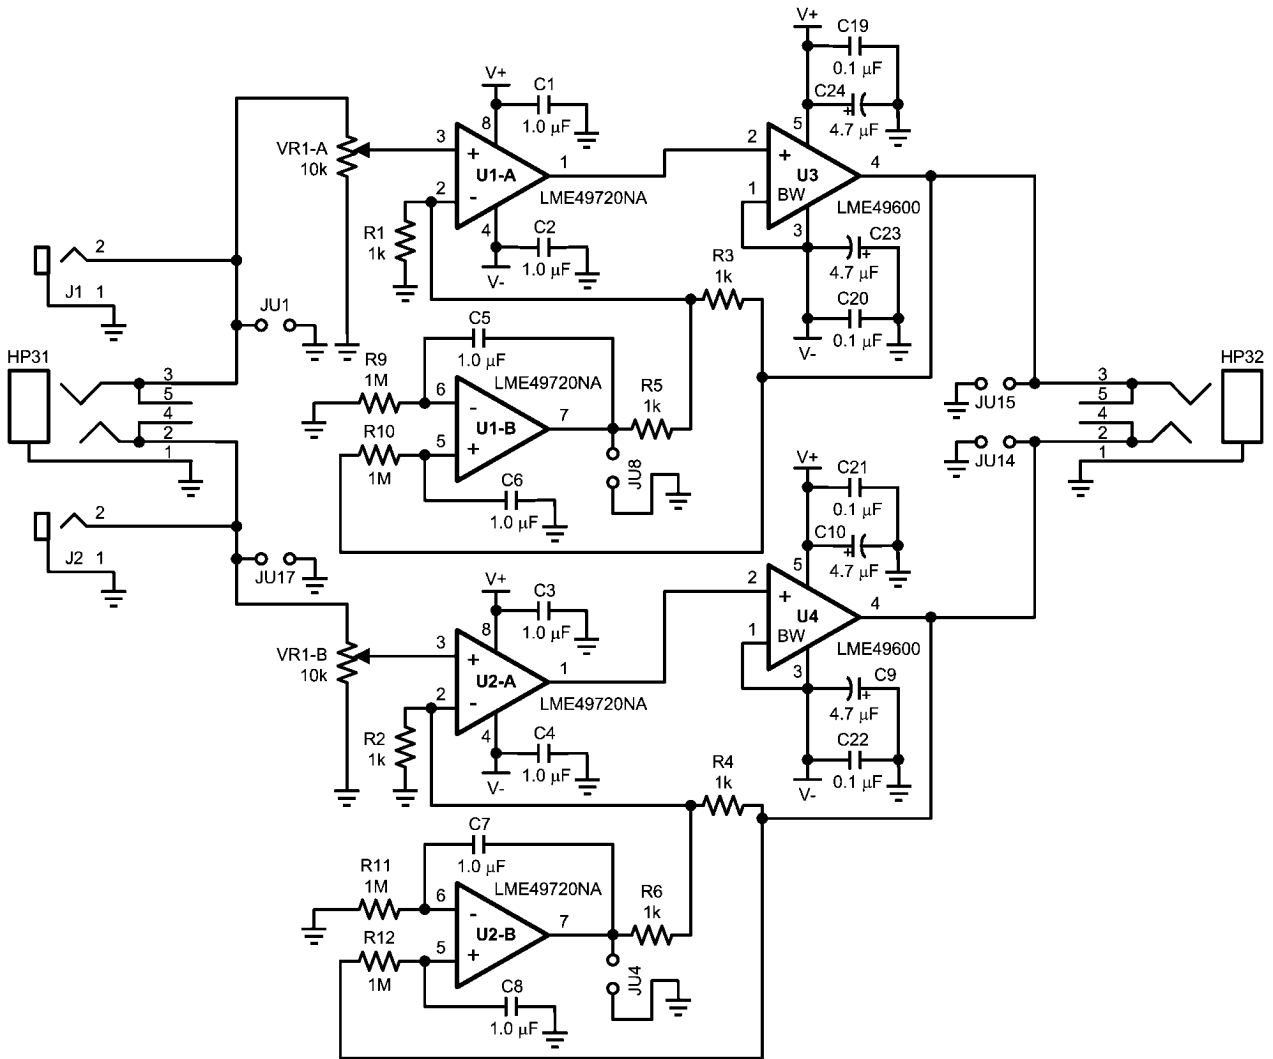 V+
C19
0.1 µF
C24
+
4.7 µF
V+
C1
8
1.0 µF
5
VR1-A
10k
3
+
U1-A
1
2
+
U3
4
2
-
LME49720NA
1
BW
LME49600
R1
1k
4
C2
1.0 µF
V-
3
C23
+
4.7 µF
R3
1k
C20
0.1 µF
V-
2
J1 1
JU1
HP31
3
5
4
2
1
C5
1.0 µF
R9
1M
LME49720NA
6
-
U1-B
7
R5
1k
R10
1M
5
+
C6
1.0 µF
JU8
HP32
3
5
4
2
1
JU15
JU14
V+
C21
0.1 µF
C10
+
4.7 µF
5
2
J2 1
JU17
V+
C3
8
1.0 µF
2
+
U4
4
1
BW
LME49600
VR1-B
10k
3
+
U2-A
1
2
-
LME49720NA
3
C9
+
4.7 µF
R2
1k
4
C4
1.0 µF
V-
R4
1k
C22
0.1 µF
V-
C7
1.0 µF
R11
1M
LME49720NA
6
-
U2-B
7
R6
1k
R12
1M
5
+
C8
1.0 µF
JU4